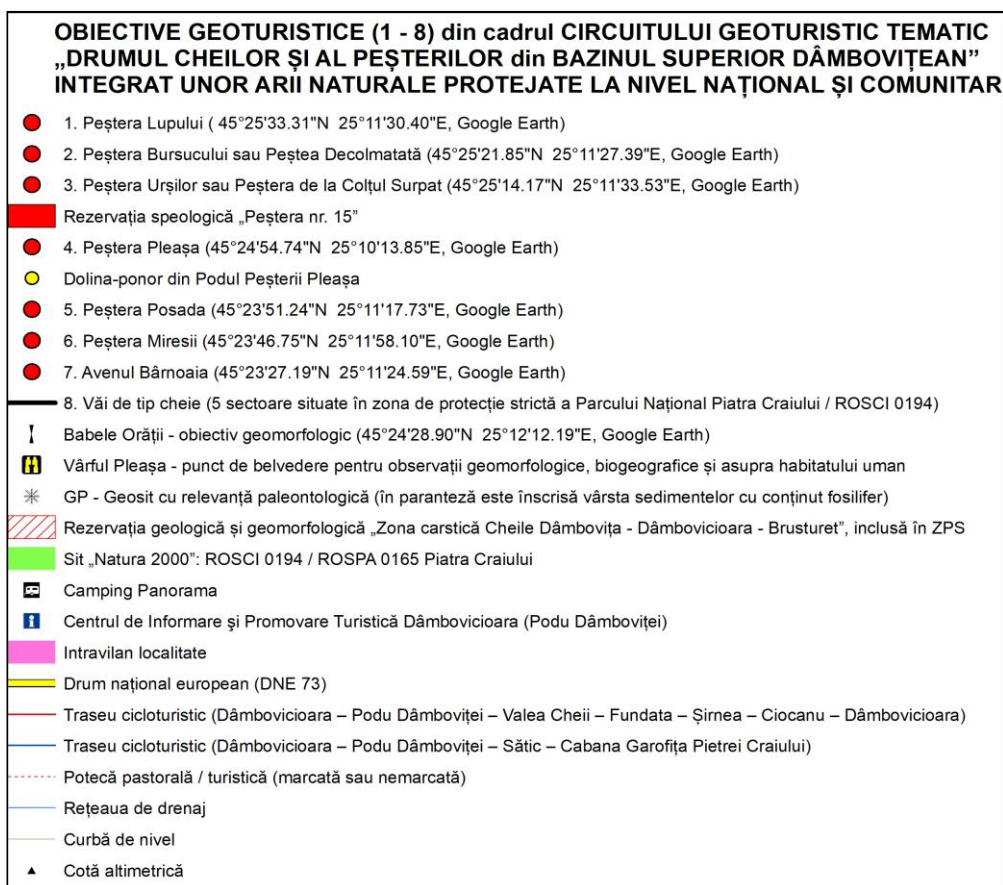 OBIECTIVE GEOTURISTICE (1 - 8) din cadrul CIRCUITULUI GEOTURISTIC TEMATIC
„DRUMUL CHEILOR ȘI AL PEȘTERILOR din BAZINUL SUPERIOR DÂMBOVIȚEAN”
INTEGRAT UNOR ARII NATURALE PROTEJATE LA NIVEL NAȚIONAL ȘI COMUNITAR
1. Peștera Lupului ( 45°25'33.31"N 25°11'30.40"E, Google Earth)
2. Peștera Bursucului sau Peștea Decolmatată (45°25'21.85"N 25°11'27.39"E, Google Earth)
3. Peștera Urșilor sau Peștera de la Colțul Surpat (45°25'14.17"N 25°11'33.53"E, Google Earth)
Rezervația speologică „Peștera nr. 15”
4. Peștera Pleașa (45°24'54.74"N 25°10'13.85"E, Google Earth)
Dolina-ponor din Podul Peșterii Pleașa
5. Peștera Posada (45°23'51.24"N 25°11'17.73"E, Google Earth)
6. Peștera Miresii (45°23'46.75"N 25°11'58.10"E, Google Earth)
7. Avenul Bârnoaia (45°23'27.19"N 25°11'24.59"E, Google Earth)
8. Văi de tip cheie (5 sectoare situate în zona de protecție strictă a Parcului Național Piatra Craiului / ROSCI 0194)
Babele Orății - obiectiv geomorfologic (45°24'28.90"N 25°12'12.19"E, Google Earth)
Vârful Pleașa - punct de belvedere pentru observații geomorfologice, biogeografice și asupra habitatului uman
GP - Geosit cu relevanță paleontologică (în paranteză este înscrisă vârsta sedimentelor cu conținut fosilifer)
Rezervația geologică și geomorfologică „Zona carstică Cheile Dâmbovița - Dâmbovicioara - Brusturet”, inclusă în ZPS
Sit „Natura 2000”: ROSCI 0194 / ROSPA 0165 Piatra Craiului
Camping Panorama
Centrul de Informare şi Promovare Turistică Dâmbovicioara (Podu Dâmboviței)
Intravilan localitate
Drum național european (DNE 73)
Traseu cicloturistic (Dâmbovicioara – Podu Dâmboviței – Valea Cheii – Fundata – Șirnea – Ciocanu – Dâmbovicioara)
Traseu cicloturistic (Dâmbovicioara – Podu Dâmboviței – Sătic – Cabana Garofița Pietrei Craiului)
Potecă pastorală / turistică (marcată sau nemarcată)
Rețeaua de drenaj
Curbă de nivel
Cotă altimetrică